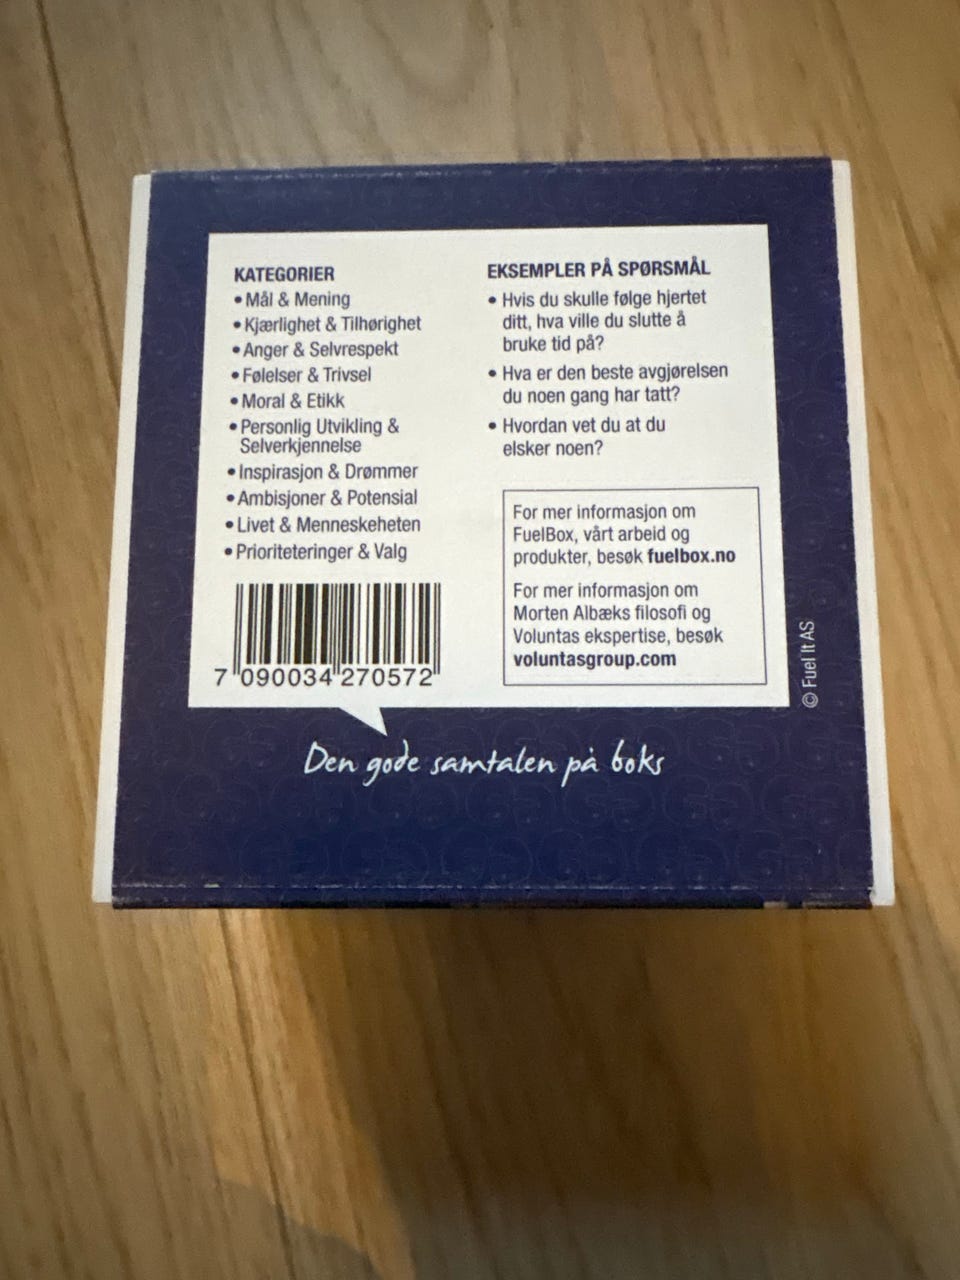 KATEGORIER
• Mål & Mening
• Kjærlighet & Tilhørighet
• Anger & Selvrespekt
• Følelser & Trivsel
• Moral & Etikk
• Personlig Utvikling &
Selverkjennelse
• Inspirasjon & Drømmer
• Ambisjoner & Potensial
• Livet & Menneskeheten
• Prioriteteringer & Valg
7 090034 270572
EKSEMPLER PÅ SPØRSMÅL
• Hvis du skulle følge hjertet
ditt, hva ville du slutte å
bruke tid på?
• Hva er den beste avgjørelsen
du noen gang har tatt?
• Hvordan vet du at du
elsker noen?
For mer informasjon om
FuelBox, vårt arbeid og
produkter, besøk fuelbox.no
For mer informasjon om
Morten Albæks filosofi og
Voluntas ekspertise, besøk
voluntasgroup.com
© Fuel It AS
Den gode samtalen på boks